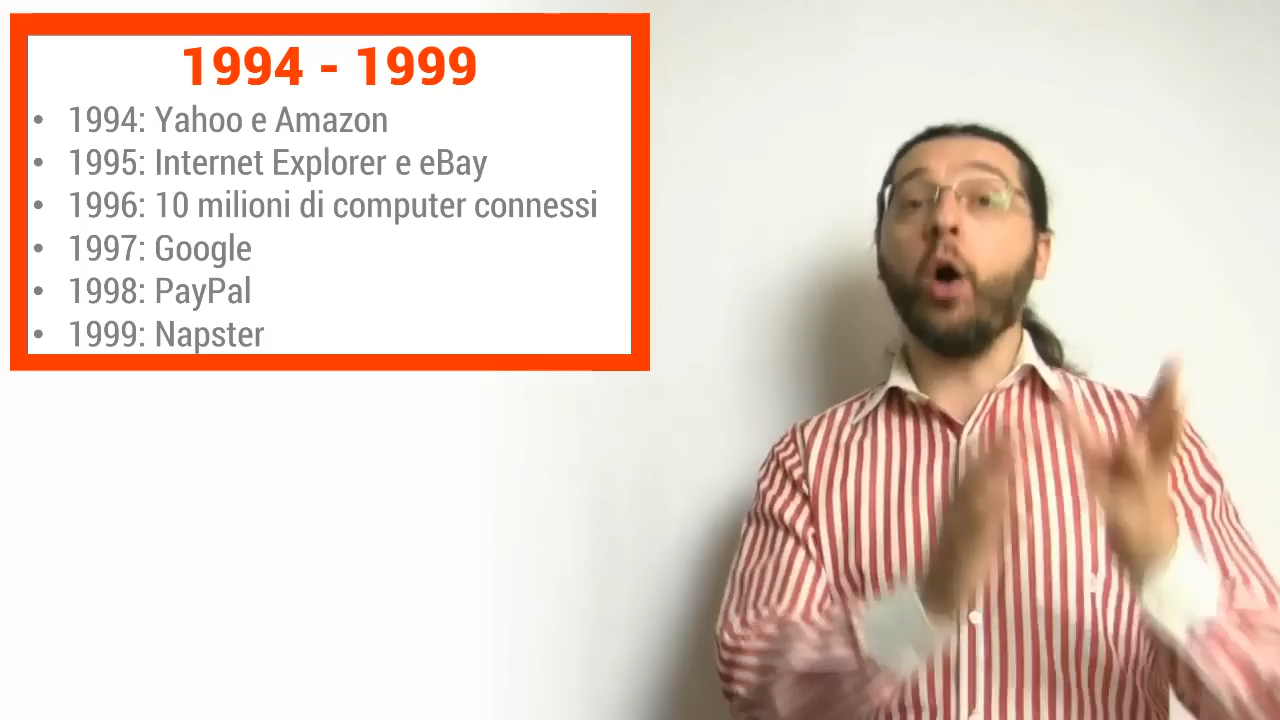 1994 - 1999
• 1994: Yahoo e Amazon
• 1995: Internet Explorer e eBay
• 1996: 10 milioni di computer connessi
• 1997: Google
• 1998: PayPal
• 1999: Napster